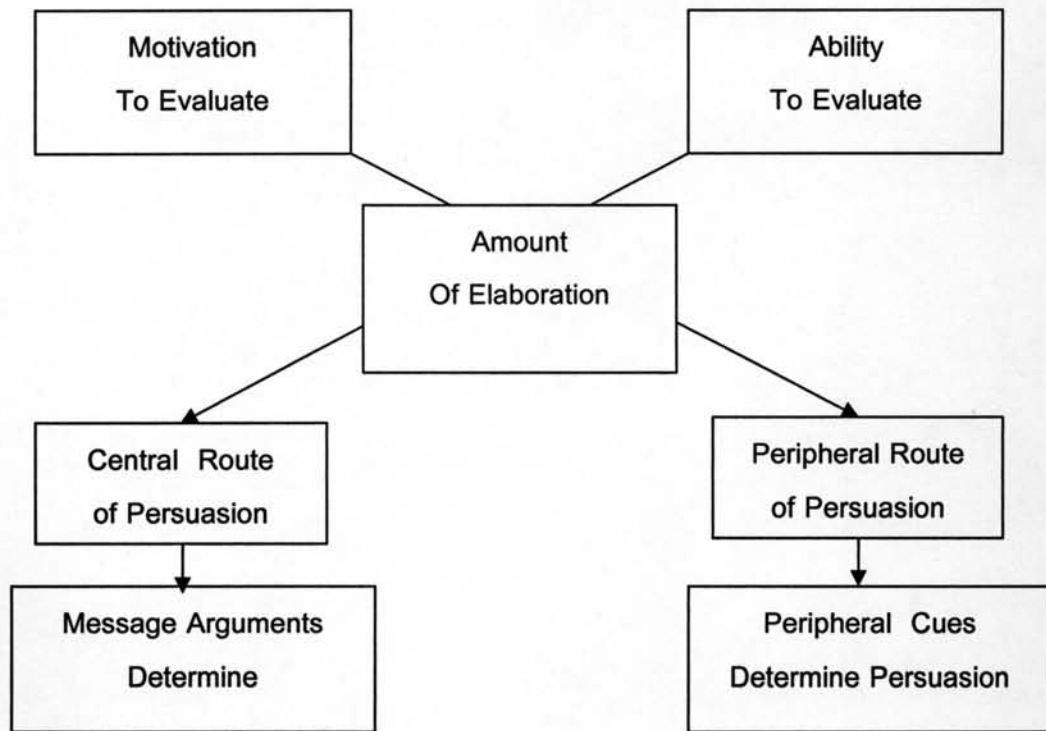 Motivation
To Evaluate
Ability
To Evaluate
Amount
Of Elaboration
Central Route
of Persuasion
Peripheral Route
of Persuasion
Message Arguments
Determine
Peripheral Cues
Determine Persuasion